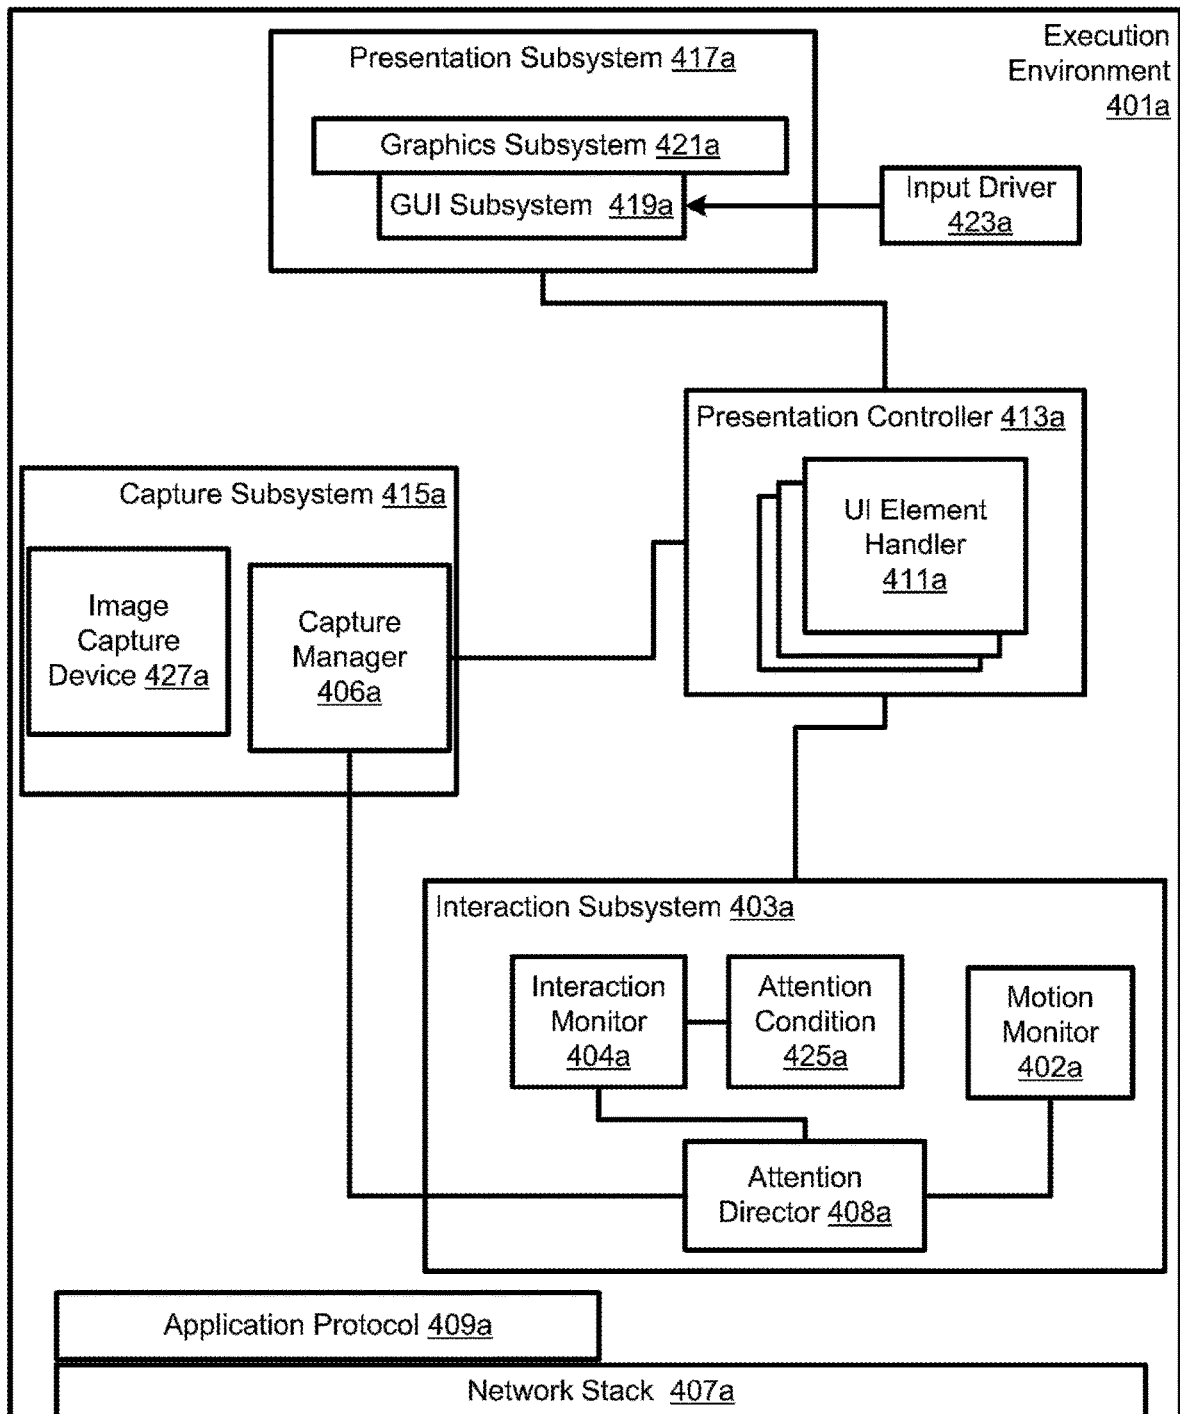 Execution
Environment
401a
Presentation Subsystem 417a
Graphics Subsystem 421a
GUI Subsystem 419a
Input Driver
423a
Presentation Controller 413a
UI Element
Handler
411a
Capture Subsystem 415a
Image
Capture
Device 427a
Capture
Manager
406a
Interaction Subsystem 403a
Interaction
Monitor
404a
Attention
Condition
425a
Motion
Monitor
402a
Attention
Director 408a
Application Protocol 409a
Network Stack 407a